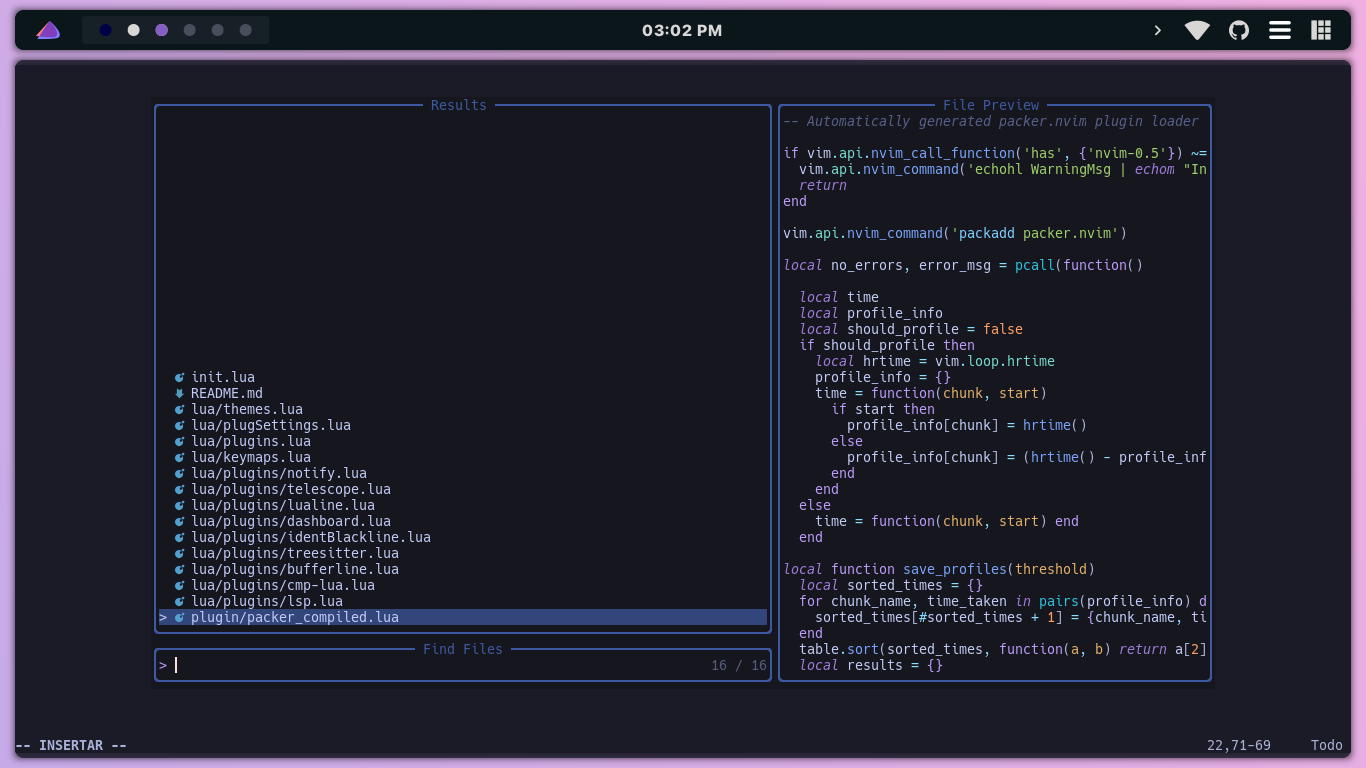 03:02 PM
Results
init.lua
README.md
lua/themes.lua
lua/plugSettings.lua
lua/plugins.lua
lua/keymaps.lua
lua/plugins/notify.lua
lua/plugins/telescope.lua
lua/plugins/lualine.lua
lua/plugins/dashboard.lua
lua/plugins/identBlackline.lua
lua/plugins/treesitter.lua
lua/plugins/bufferline.lua
lua/plugins/cmp-lua.lua
lua/plugins/lsp.lua
> plugin/packer_compiled.lua
Find Files
> 16 / 16
File Preview
-- Automatically generated packer.nvim plugin loader
if vim.api.nvim_call_function('has', {'nvim-0.5'}) ~=
  vim.api.nvim_command('echohl WarningMsg | echom "In
  return
end
vim.api.nvim_command('packadd packer.nvim')
local no_errors, error_msg = pcall(function()
  local time
  local profile_info
  local should_profile = false
  if should_profile then
    local hrtime = vim.loop.hrtime
    profile_info = {}
    time = function(chunk, start)
      if start then
        profile_info[chunk] = hrtime()
      else
        profile_info[chunk] = (hrtime() - profile_inf
      end
    end
  else
    time = function(chunk, start) end
  end
local function save_profiles(threshold)
  local sorted_times = {}
  for chunk_name, time_taken in pairs(profile_info) d
    sorted_times[#sorted_times + 1] = {chunk_name, ti
  end
  table.sort(sorted_times, function(a, b) return a[2]
  local results = {}
-- INSERTAR -- 22,71-69 Todo